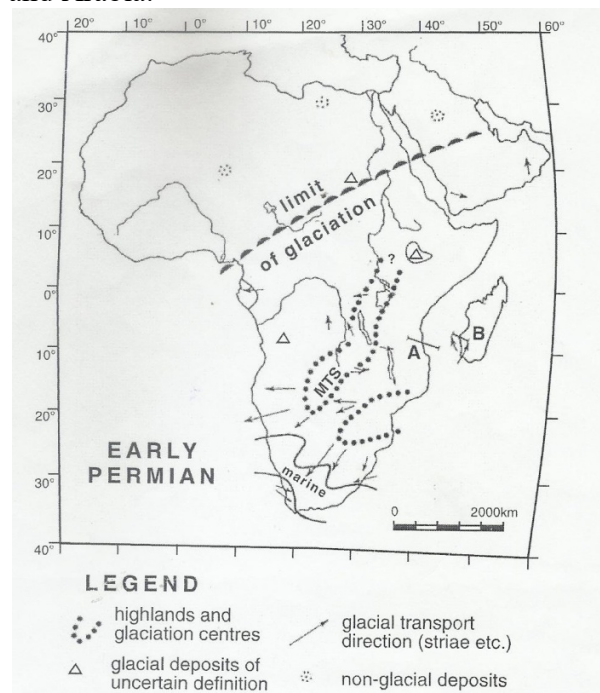 20° 10° 0° 10° 20° 30° 40° 50° 60°
40°
30°
20°
limit
10°
of glaciation
?
0°
10°
A
B
MTS
20°
EARLY
PERMIAN
30°
marine
0 2000km
40°
LEGEND
highlands and
glaciation centres
glacial transport
direction (striae etc.)
glacial deposits of
uncertain definition
non-glacial deposits